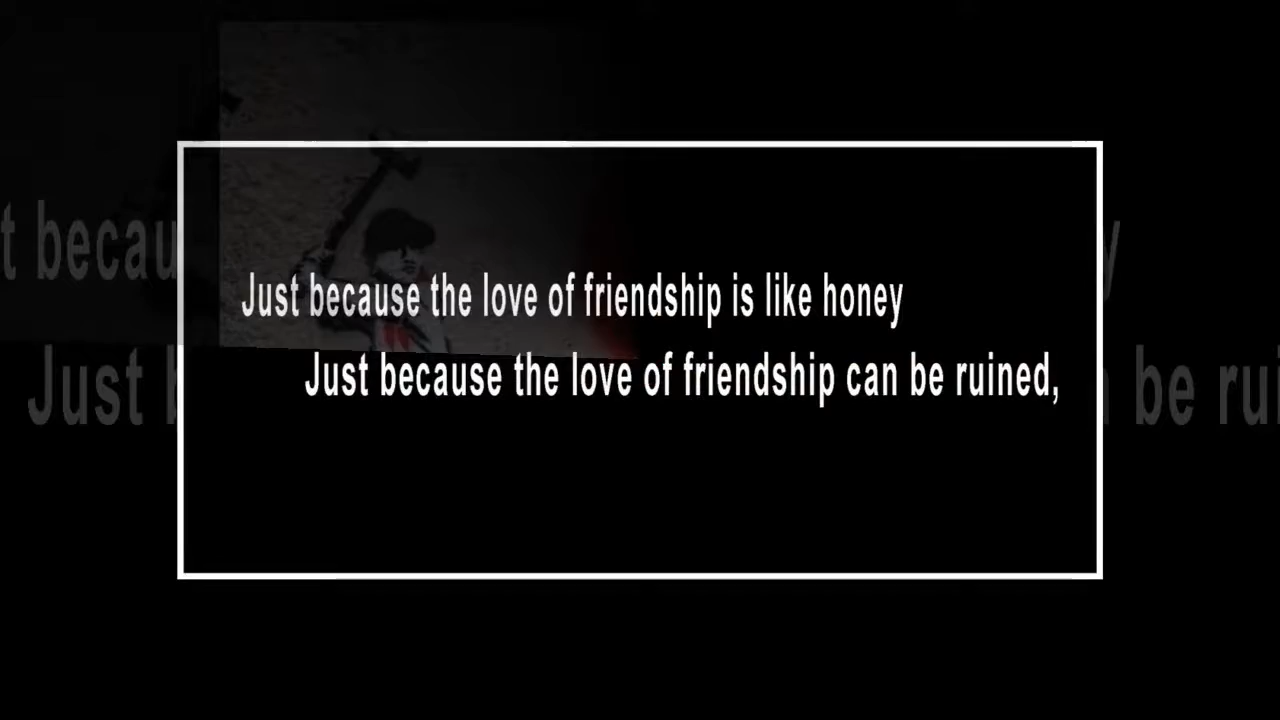 Just because the love of friendship is like honey
Just because the love of friendship can be ruined,